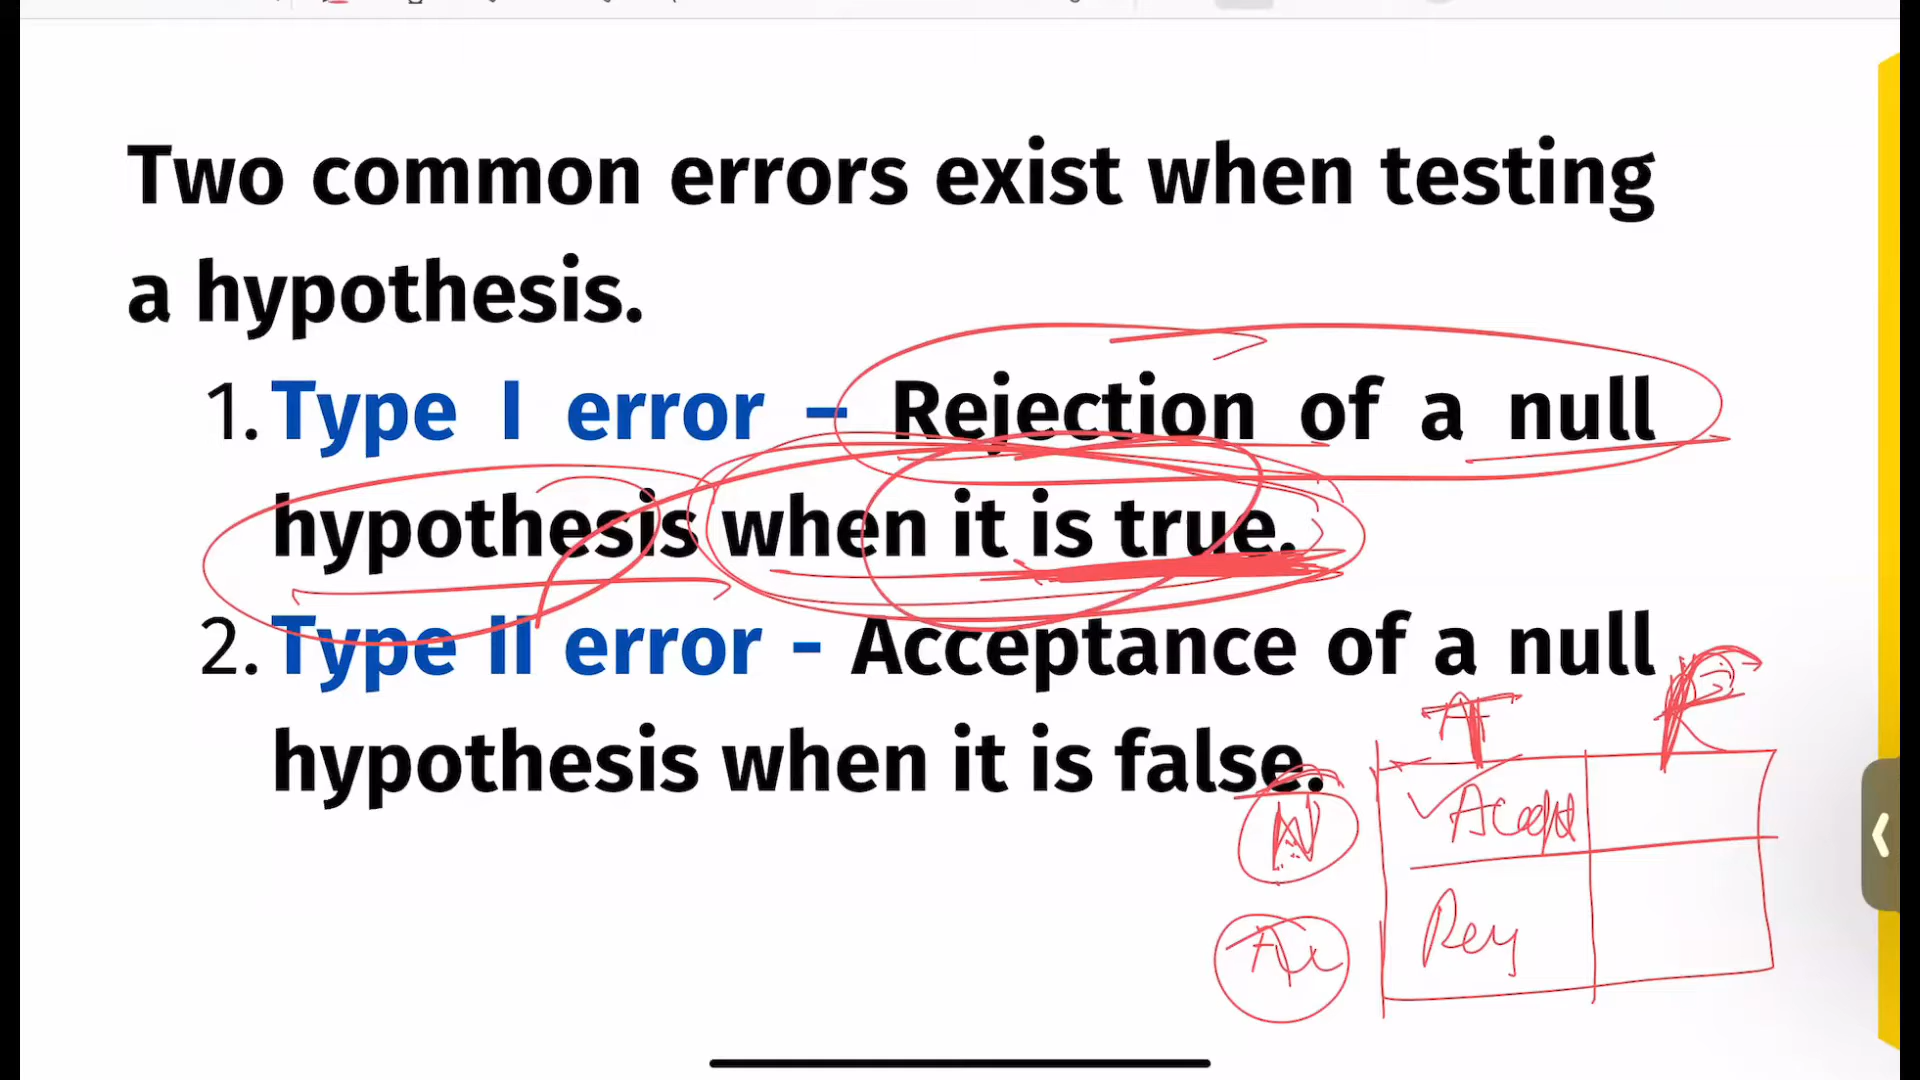 Two common errors exist when testing
a hypothesis.
1. Type I error – Rejection of a null
hypothesis when it is true.
2. Type II error - Acceptance of a null
hypothesis when it is false.
N
Accept
Rej